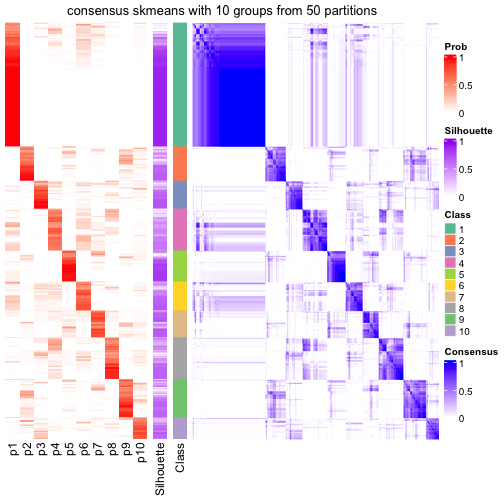 consensus skmeans with 10 groups from 50 partitions
Prob
1
0.5
0
Silhouette
1
0.5
0
Class
1
2
3
4
5
6
7
8
9
10
Consensus
1
0.5
0
p1
p2
p3
p4
p5
p6
p7
p8
p9
p10
Silhouette
Class